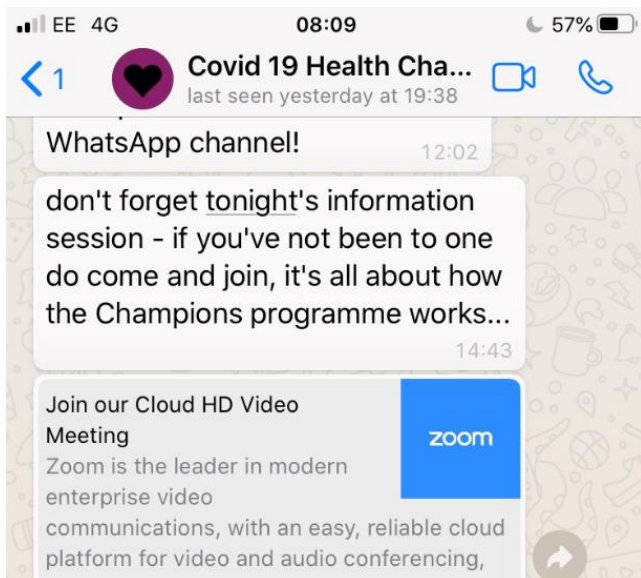 EE 4G 08:09 57%
1 Covid 19 Health Cha...
last seen yesterday at 19:38
WhatsApp channel!
12:02
don't forget tonight's information
session - if you've not been to one
do come and join, it's all about how
the Champions programme works...
14:43
Join our Cloud HD Video
Meeting
zoom
Zoom is the leader in modern
enterprise video
communications, with an easy, reliable cloud
platform for video and audio conferencing,